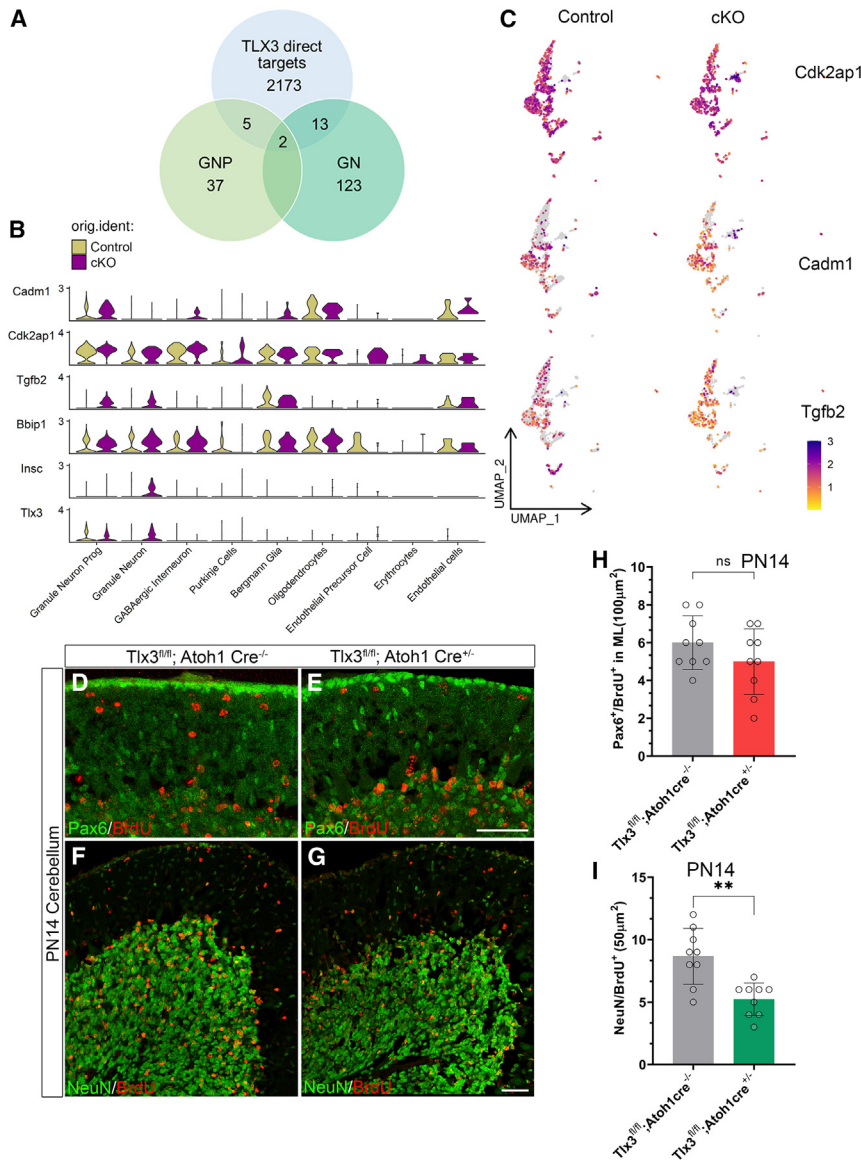 A
TLX3 direct
targets
2173
5
13
2
GNP
37
GN
123
B
orig.ident:
Control
cKO
Cadm1
3
Cdk2ap1
4
Tgfb2
4
Bbip1
3
Insc
3
Tlx3
4
Granule Neuron Prog
Granule Neuron
GABAergic Interneuron
Purkinje Cells
Bergmann Glia
Oligodendrocytes
Endothelial Precursor Cell
Erythrocytes
Endothelial cells
C
Control
cKO
Cdk2ap1
Cadm1
Tgfb2
3
2
1
UMAP_2
UMAP_1
Tlx3fl/fl; Atoh1 Cre-/-
Tlx3fl/fl; Atoh1 Cre+/-
PN14 Cerebellum
D
Pax6/BrdU
E
Pax6/BrdU
F
NeuN/BrdU
G
NeuN/BrdU
H
ns
PN14
Pax6+/BrdU+ in ML(100μm2)
10
8
6
4
2
0
Tlx3fl/fl;Atoh1cre-/-
Tlx3fl/fl;Atoh1cre+/-
I
PN14
**
NeuN/BrdU+ (50μm2)
15
10
5
0
Tlx3fl/fl;Atoh1cre-/-
Tlx3fl/fl;Atoh1cre+/-